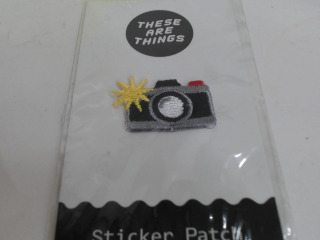 THESE
ARE
THINGS
Sticker Patch